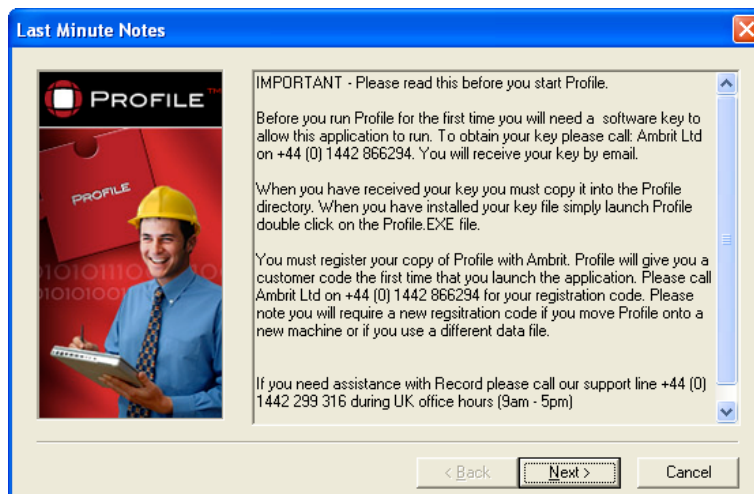 Last Minute Notes
PROFILE™
PROFILE
IMPORTANT - Please read this before you start Profile.
Before you run Profile for the first time you will need a software key to
allow this application to run. To obtain your key please call: Ambrit Ltd
on +44 (0) 1442 866294. You will receive your key by email.
When you have received your key you must copy it into the Profile
directory. When you have installed your key file simply launch Profile
double click on the Profile.EXE file.
You must register your copy of Profile with Ambrit. Profile will give you a
customer code the first time that you launch the application. Please call
Ambrit Ltd on +44 (0) 1442 866294 for your registration code. Please
note you will require a new regsitration code if you move Profile onto a
new machine or if you use a different data file.
If you need assistance with Record please call our support line +44 (0)
1442 299 316 during UK office hours (9am - 5pm)
< Back
Next >
Cancel